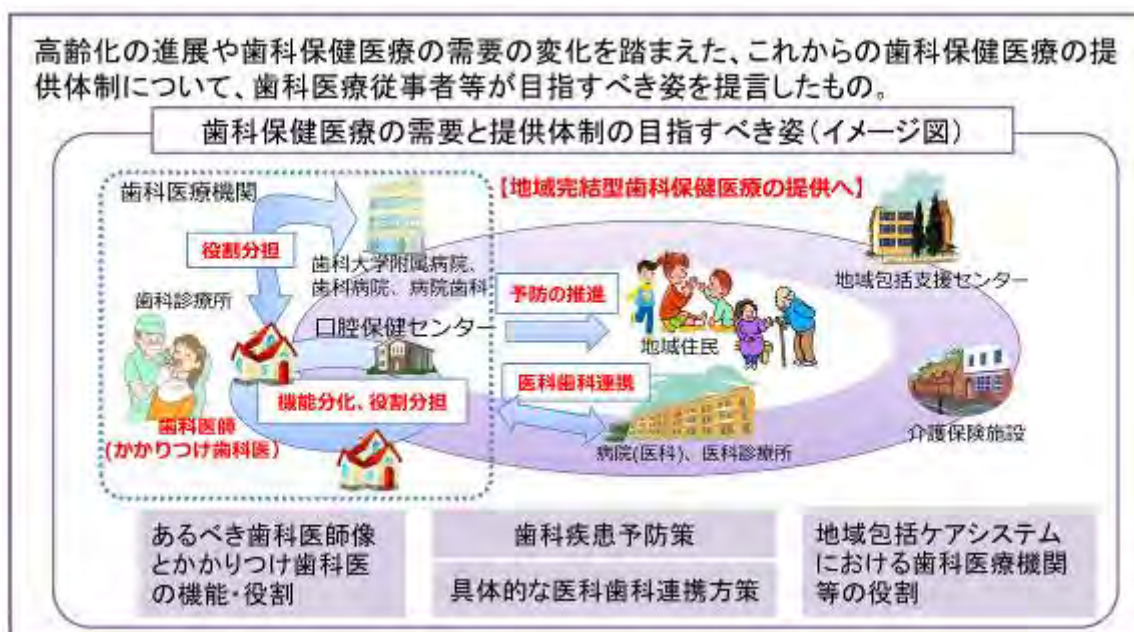 高齢化の進展や歯科保健医療の需要の変化を踏まえた、これからの歯科保健医療の提
供体制について、歯科医療従事者等が目指すべき姿を提言したもの。
歯科保健医療の需要と提供体制の目指すべき姿(イメージ図)
歯科医療機関
【地域完結型歯科保健医療の提供へ】
役割分担
歯科大学附属病院、
歯科病院、病院歯科
地域包括支援センター
歯科診療所
予防の推進
口腔保健センター
地域住民
医科歯科連携
機能分化、役割分担
歯科医師
(かかりつけ歯科医)
病院(医科)、医科診療所
介護保険施設
あるべき歯科医師像
とかかりつけ歯科医
の機能・役割
歯科疾患予防策
具体的な医科歯科連携方策
地域包括ケアシステム
における歯科医療機関
等の役割